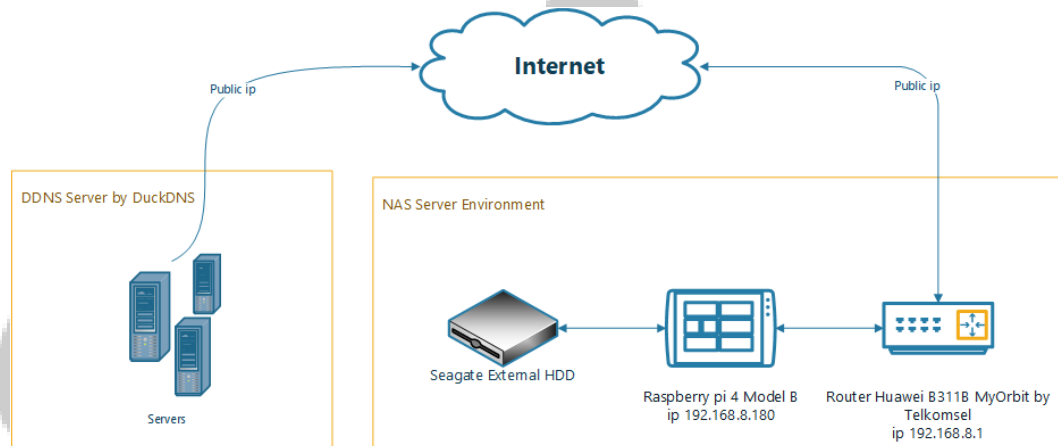 Internet
Public ip
Public ip
DDNS Server by DuckDNS
NAS Server Environment
Servers
Seagate External HDD
Raspberry pi 4 Model B
ip 192.168.8.180
Router Huawei B311B MyOrbit by
Telkomsel
ip 192.168.8.1